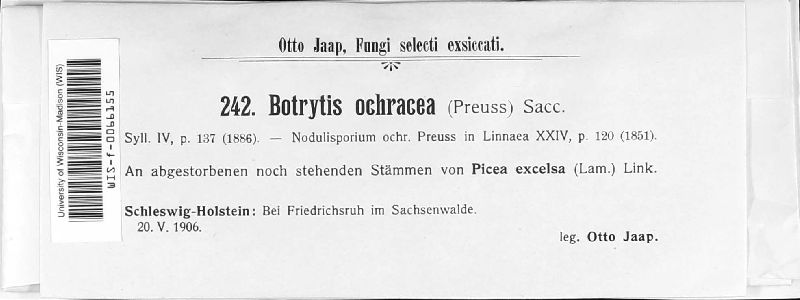 Otto Jaap, Fungi selecti exsiccati.
242. Botrytis ochracea (Preuss) Sacc.
Syll. IV, p. 137 (1886). — Nodulisporium ochr. Preuss in Linnaea XXIV, p. 120 (1851).
An abgestorbenen noch stehenden Stämmen von Picea excelsa (Lam.) Link.
Schleswig-Holstein: Bei Friedrichsruh im Sachsenwalde.
20. V. 1906.
leg. Otto Jaap.
University of Wisconsin-Madison (WIS)
WIS-f-0066155